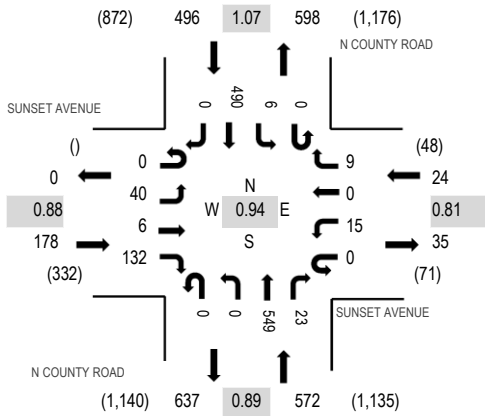 (872) 496 1.07 598 (1,176)
N COUNTY ROAD
0 490 6 0
SUNSET AVENUE
() (48)
0 0 9 24
40 N 0
0.88 W 0.94 E 0.81
6 S 15
178 132 0 35
(332) (71)
0 0 549 23
SUNSET AVENUE
N COUNTY ROAD
(1,140) 637 0.89 572 (1,135)